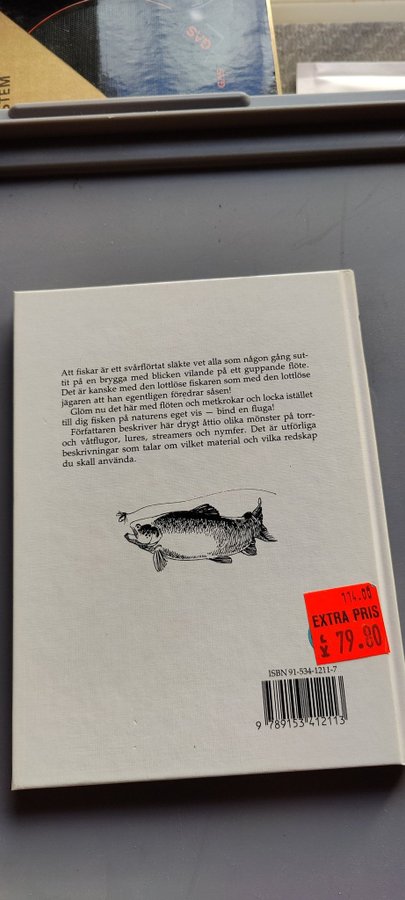 STEM
GAS
Att fiskar är ett svårflörtat släkte vet alla som någon gång sut-
tit på en brygga med blicken vilande på ett guppande flöte.
Det är kanske med den lottlöse fiskaren som med den lottlöse
jägaren att han egentligen föredrar såsen!
Glöm nu det här med flöten och metkrokar och locka istället
till dig fisken på naturens eget vis — bind en fluga!
Författaren beskriver här drygt åttio olika mönster på torr-
och våtflugor, lures, streamers och nymfer. Det är utförliga
beskrivningar som talar om vilket material och vilka redskap
du skall använda.
114.00
EXTRA PRIS
79.80
ISBN 91-534-1211-7
9 789153 412113